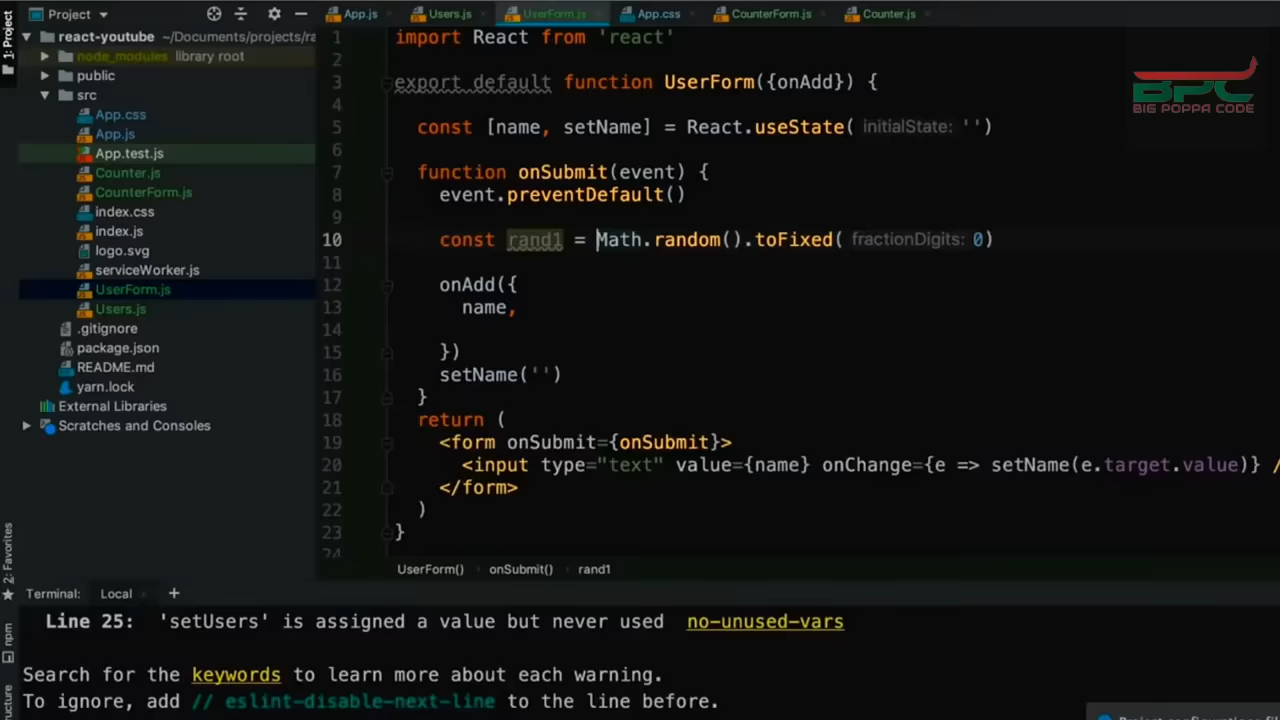 1: Project
Project
react-youtube ~/Documents/projects/ra
node_modules library root
public
src
App.css
App.js
App.test.js
Counter.js
CounterForm.js
index.css
index.js
logo.svg
serviceWorker.js
UserForm.js
Users.js
.gitignore
package.json
README.md
yarn.lock
External Libraries
Scratches and Consoles
App.js Users.js UserForm.js App.css CounterForm.js Counter.js
1 import React from 'react'
2
3 export default function UserForm({onAdd}) {
4
5 const [name, setName] = React.useState( initialState: '')
6
7 function onSubmit(event) {
8 event.preventDefault()
9
10 const rand1 = Math.random().toFixed( fractionDigits: 0)
11
12 onAdd({
13 name,
14
15 })
16 setName('')
17 }
18 return (
19 <form onSubmit={onSubmit}>
20 <input type="text" value={name} onChange={e => setName(e.target.value)} /
21 </form>
22 )
23 }
24
BPC
BIG POPPA CODE
UserForm() onSubmit() rand1
2: Favorites
npm
Terminal: Local +
Line 25: 'setUsers' is assigned a value but never used no-unused-vars
Search for the keywords to learn more about each warning.
To ignore, add // eslint-disable-next-line to the line before.